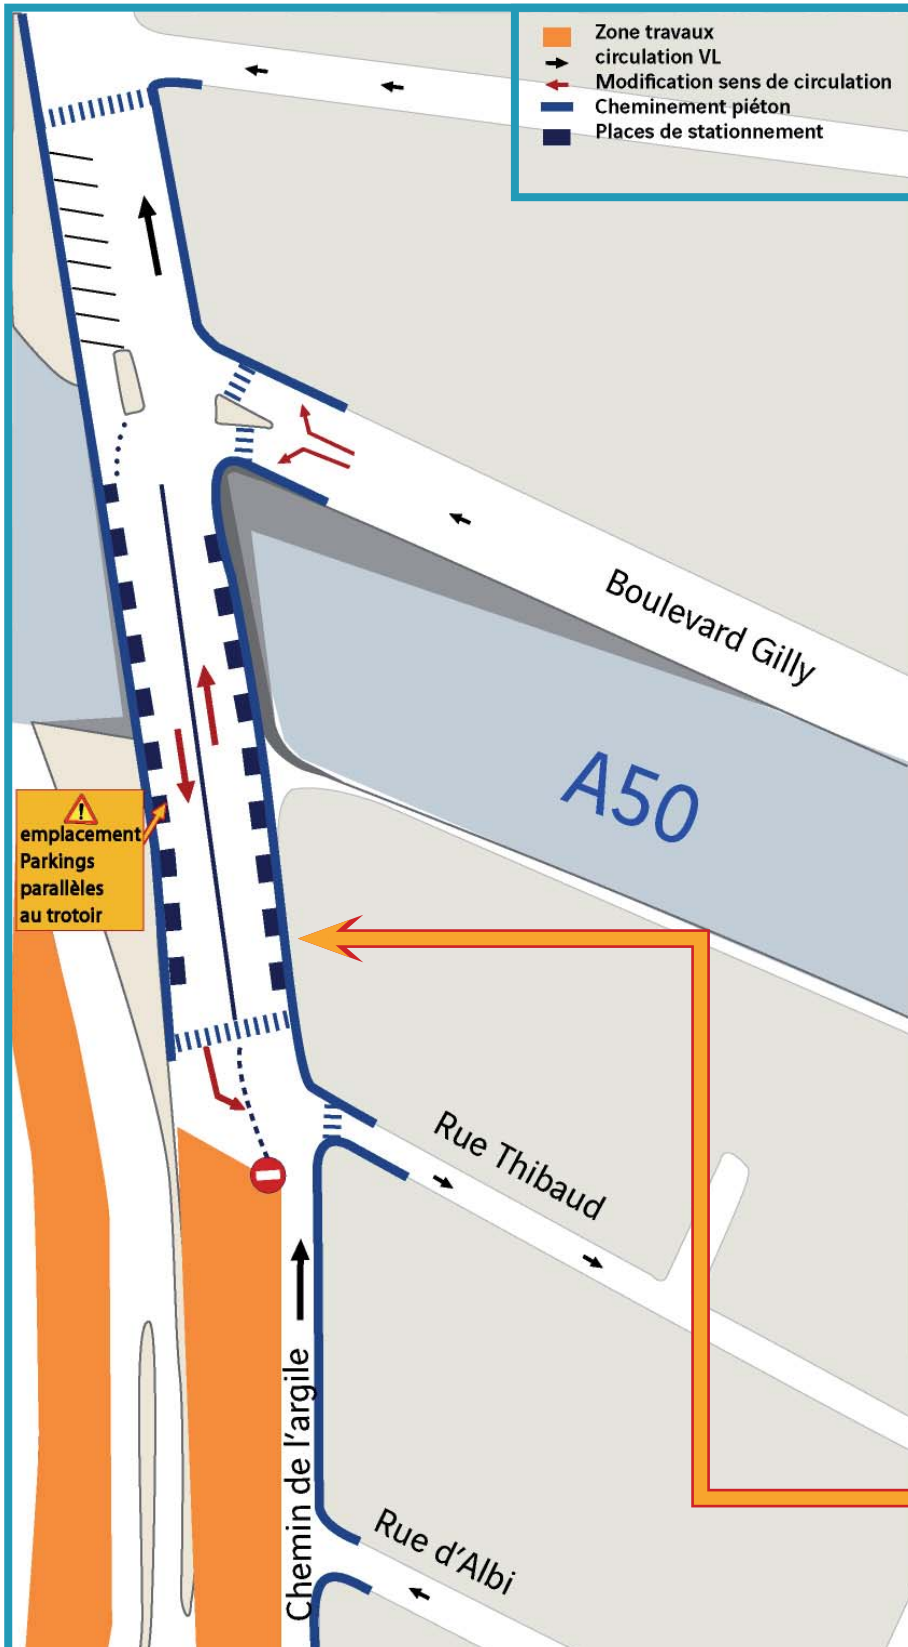 Zone travaux
circulation VL
Modification sens de circulation
Cheminement piéton
Places de stationnement
Boulevard Gilly
A50
!
emplacement
Parkings
parallèles
au trotoir
Rue Thibaud
Chemin de l'argile
Rue d'Albi